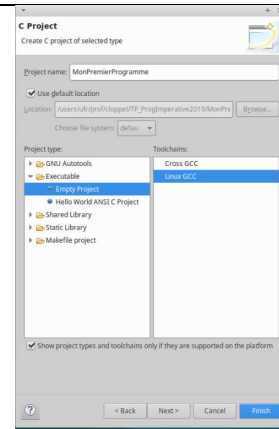 C Project
Create C project of selected type
Project name: MonPremierProgramme
Use default location
Location: /users/ufr/prof/cloppet/TP_ProgImperative2019/MonPre Browse...
Choose file system: defau
Project type: Toolchains:
GNU Autotools Cross GCC
Executable Linux GCC
Empty Project
Hello World ANSI C Project
Shared Library
Static Library
Makefile project
Show project types and toolchains only if they are supported on the platform
? < Back Next > Cancel Finish